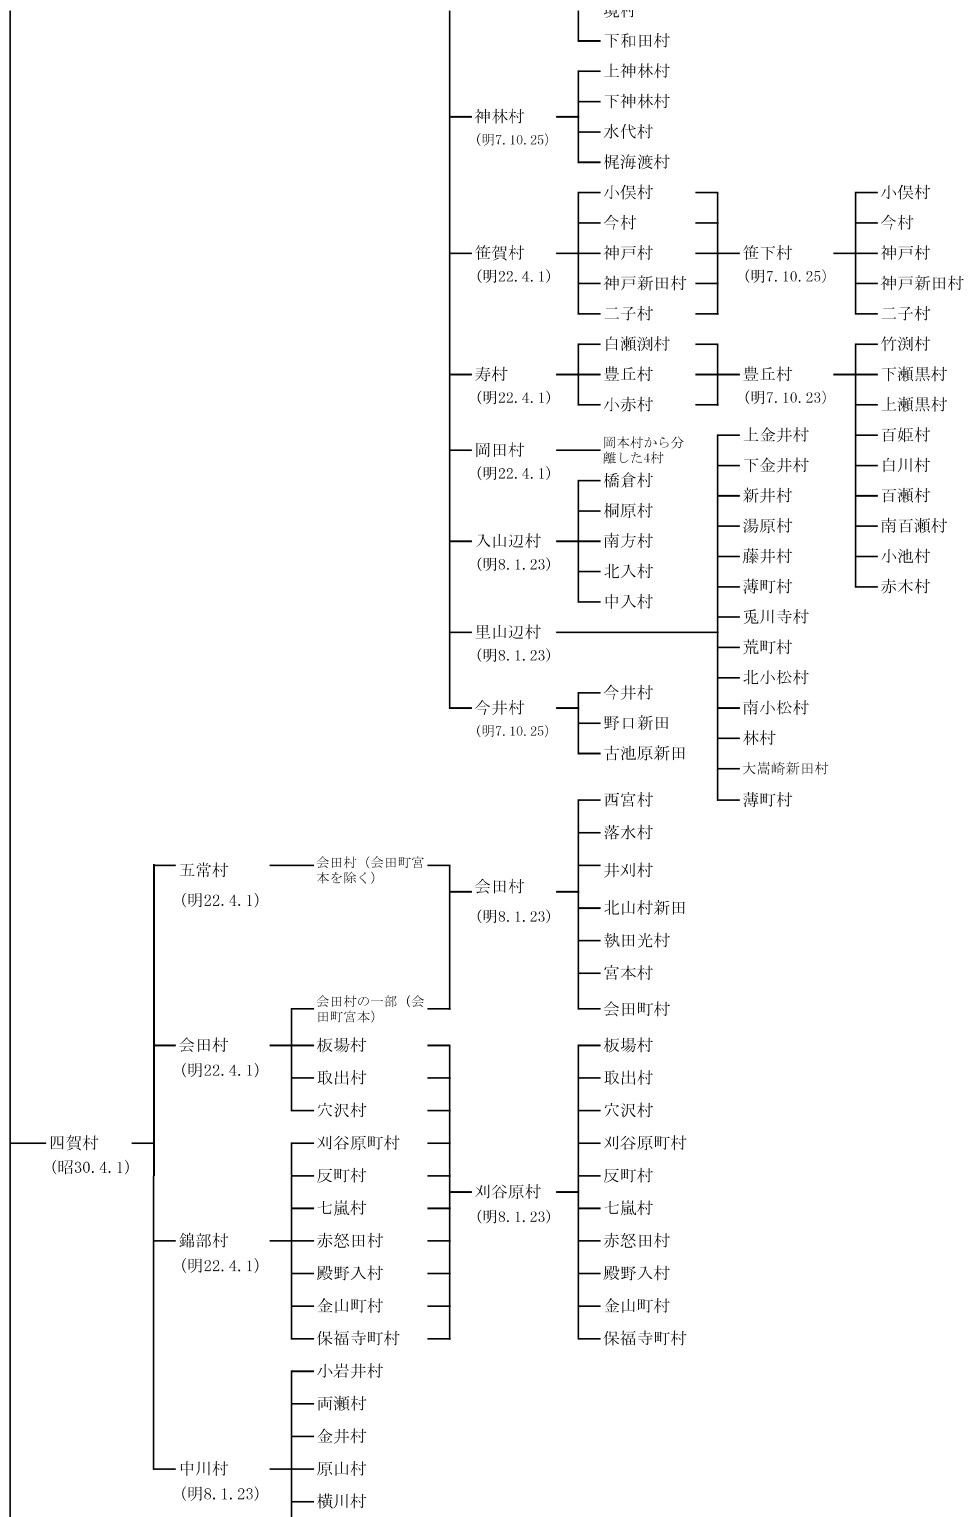 下和田村
神林村
(明7.10.25)
上神林村
下神林村
水代村
梶海渡村
笹賀村
(明22.4.1)
小俣村
今村
神戸村
神戸新田村
二子村
笹下村
(明7.10.25)
小俣村
今村
神戸村
神戸新田村
二子村
寿村
(明22.4.1)
白瀬渕村
豊丘村
小赤村
豊丘村
(明7.10.23)
竹渕村
下瀬黒村
上瀬黒村
百姫村
白川村
百瀬村
南百瀬村
小池村
赤木村
岡田村
(明22.4.1)
岡本村から分
離した4村
入山辺村
(明8.1.23)
橋倉村
桐原村
南方村
北入村
中入村
里山辺村
(明8.1.23)
上金井村
下金井村
新井村
湯原村
藤井村
薄町村
兎川寺村
荒町村
北小松村
南小松村
林村
大嵩崎新田村
薄町村
今井村
(明7.10.25)
今井村
野口新田
古池原新田
四賀村
(昭30.4.1)
五常村
(明22.4.1)
会田村（会田町宮
本を除く）
会田村
(明8.1.23)
西宮村
落水村
井刈村
北山村新田
執田光村
宮本村
会田町村
会田村
(明22.4.1)
会田村の一部（会
田町宮本）
板場村
取出村
穴沢村
錦部村
(明22.4.1)
刈谷原町村
反町村
七嵐村
赤怒田村
殿野入村
金山町村
保福寺町村
刈谷原村
(明8.1.23)
板場村
取出村
穴沢村
刈谷原町村
反町村
七嵐村
赤怒田村
殿野入村
金山町村
保福寺町村
中川村
(明8.1.23)
小岩井村
両瀬村
金井村
原山村
横川村